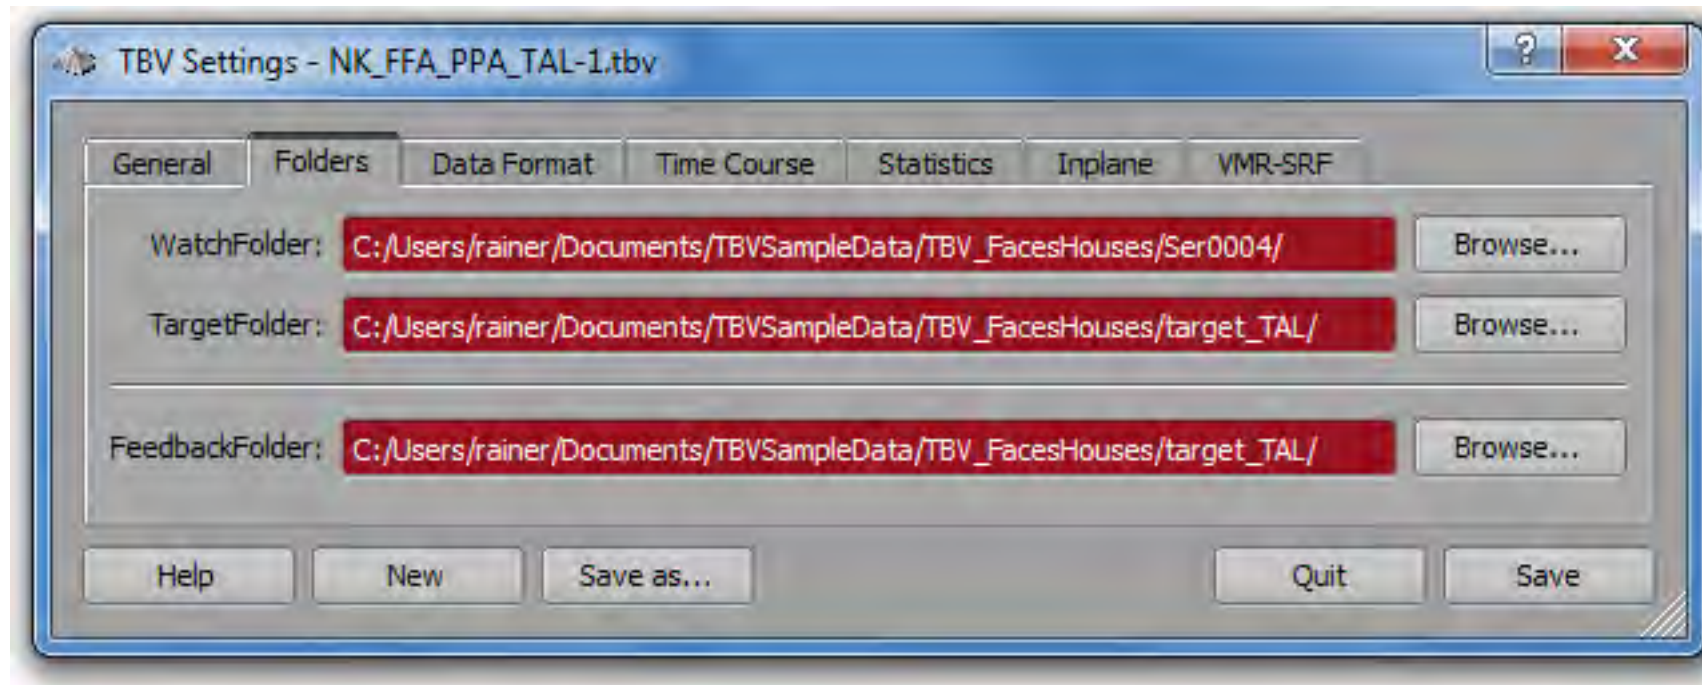 TBV Settings - NK_FFA_PPA_TAL-1.tbv ? X
General Folders Data Format Time Course Statistics Inplane VMR-SRF
WatchFolder: C:/Users/rainer/Documents/TBVSampleData/TBV_FacesHouses/Ser0004/ Browse...
TargetFolder: C:/Users/rainer/Documents/TBVSampleData/TBV_FacesHouses/target_TAL/ Browse...
FeedbackFolder: C:/Users/rainer/Documents/TBVSampleData/TBV_FacesHouses/target_TAL/ Browse...
Help New Save as... Quit Save